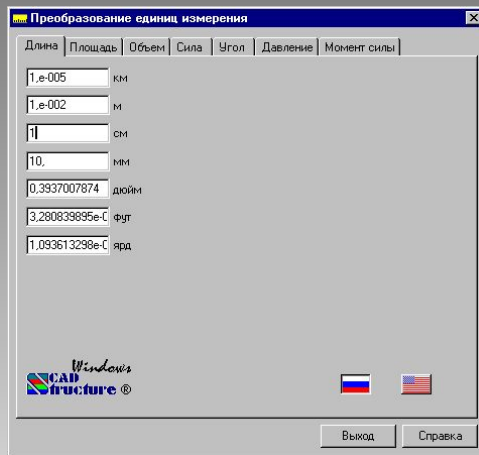 Преобразование единиц измерения
Длина Площадь Объем Сила Угол Давление Момент силы
1,e-005 км
1,e-002 м
1 см
10, мм
0,3937007874 дюйм
3,280839895e-0 фут
1,093613298e-0 ярд
Windows
SCAD
Structure ®
Выход Справка